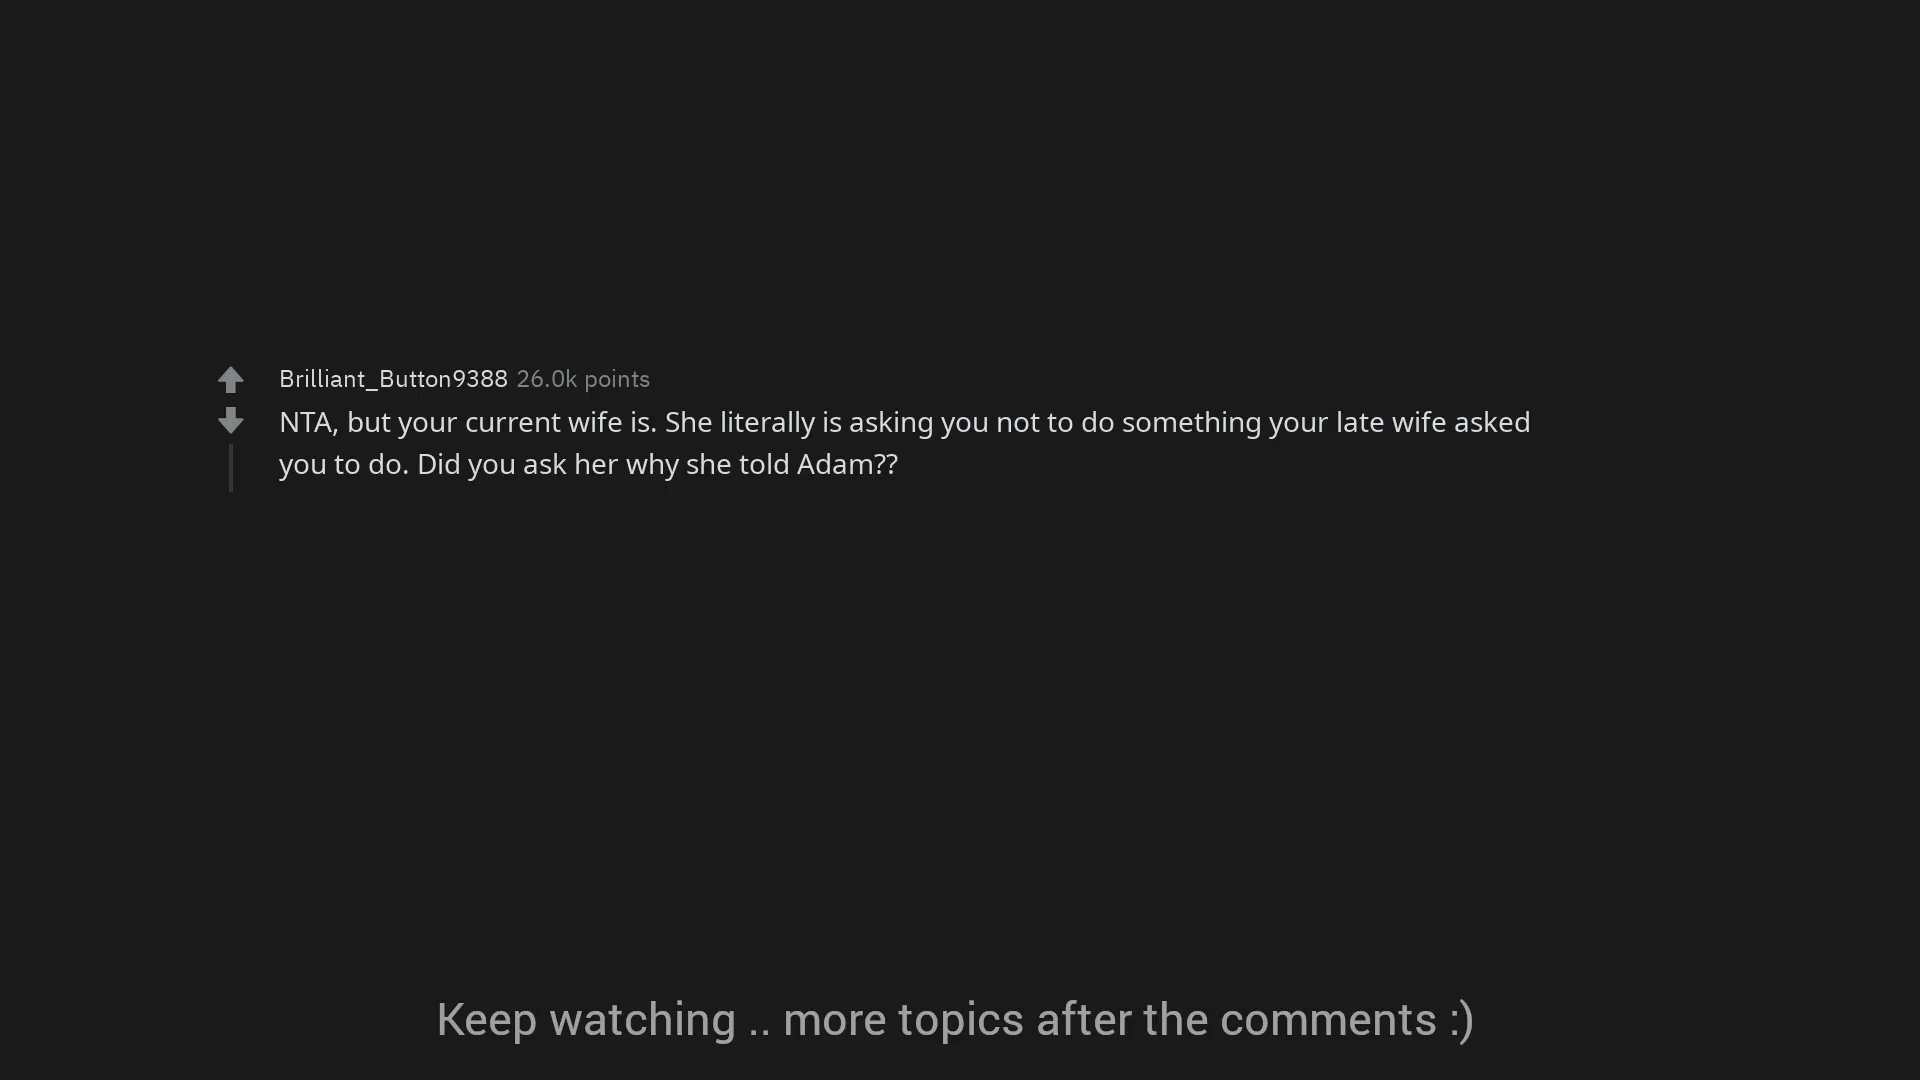 Brilliant_Button9388 26.0k points
NTA, but your current wife is. She literally is asking you not to do something your late wife asked
you to do. Did you ask her why she told Adam??
Keep watching .. more topics after the comments :)